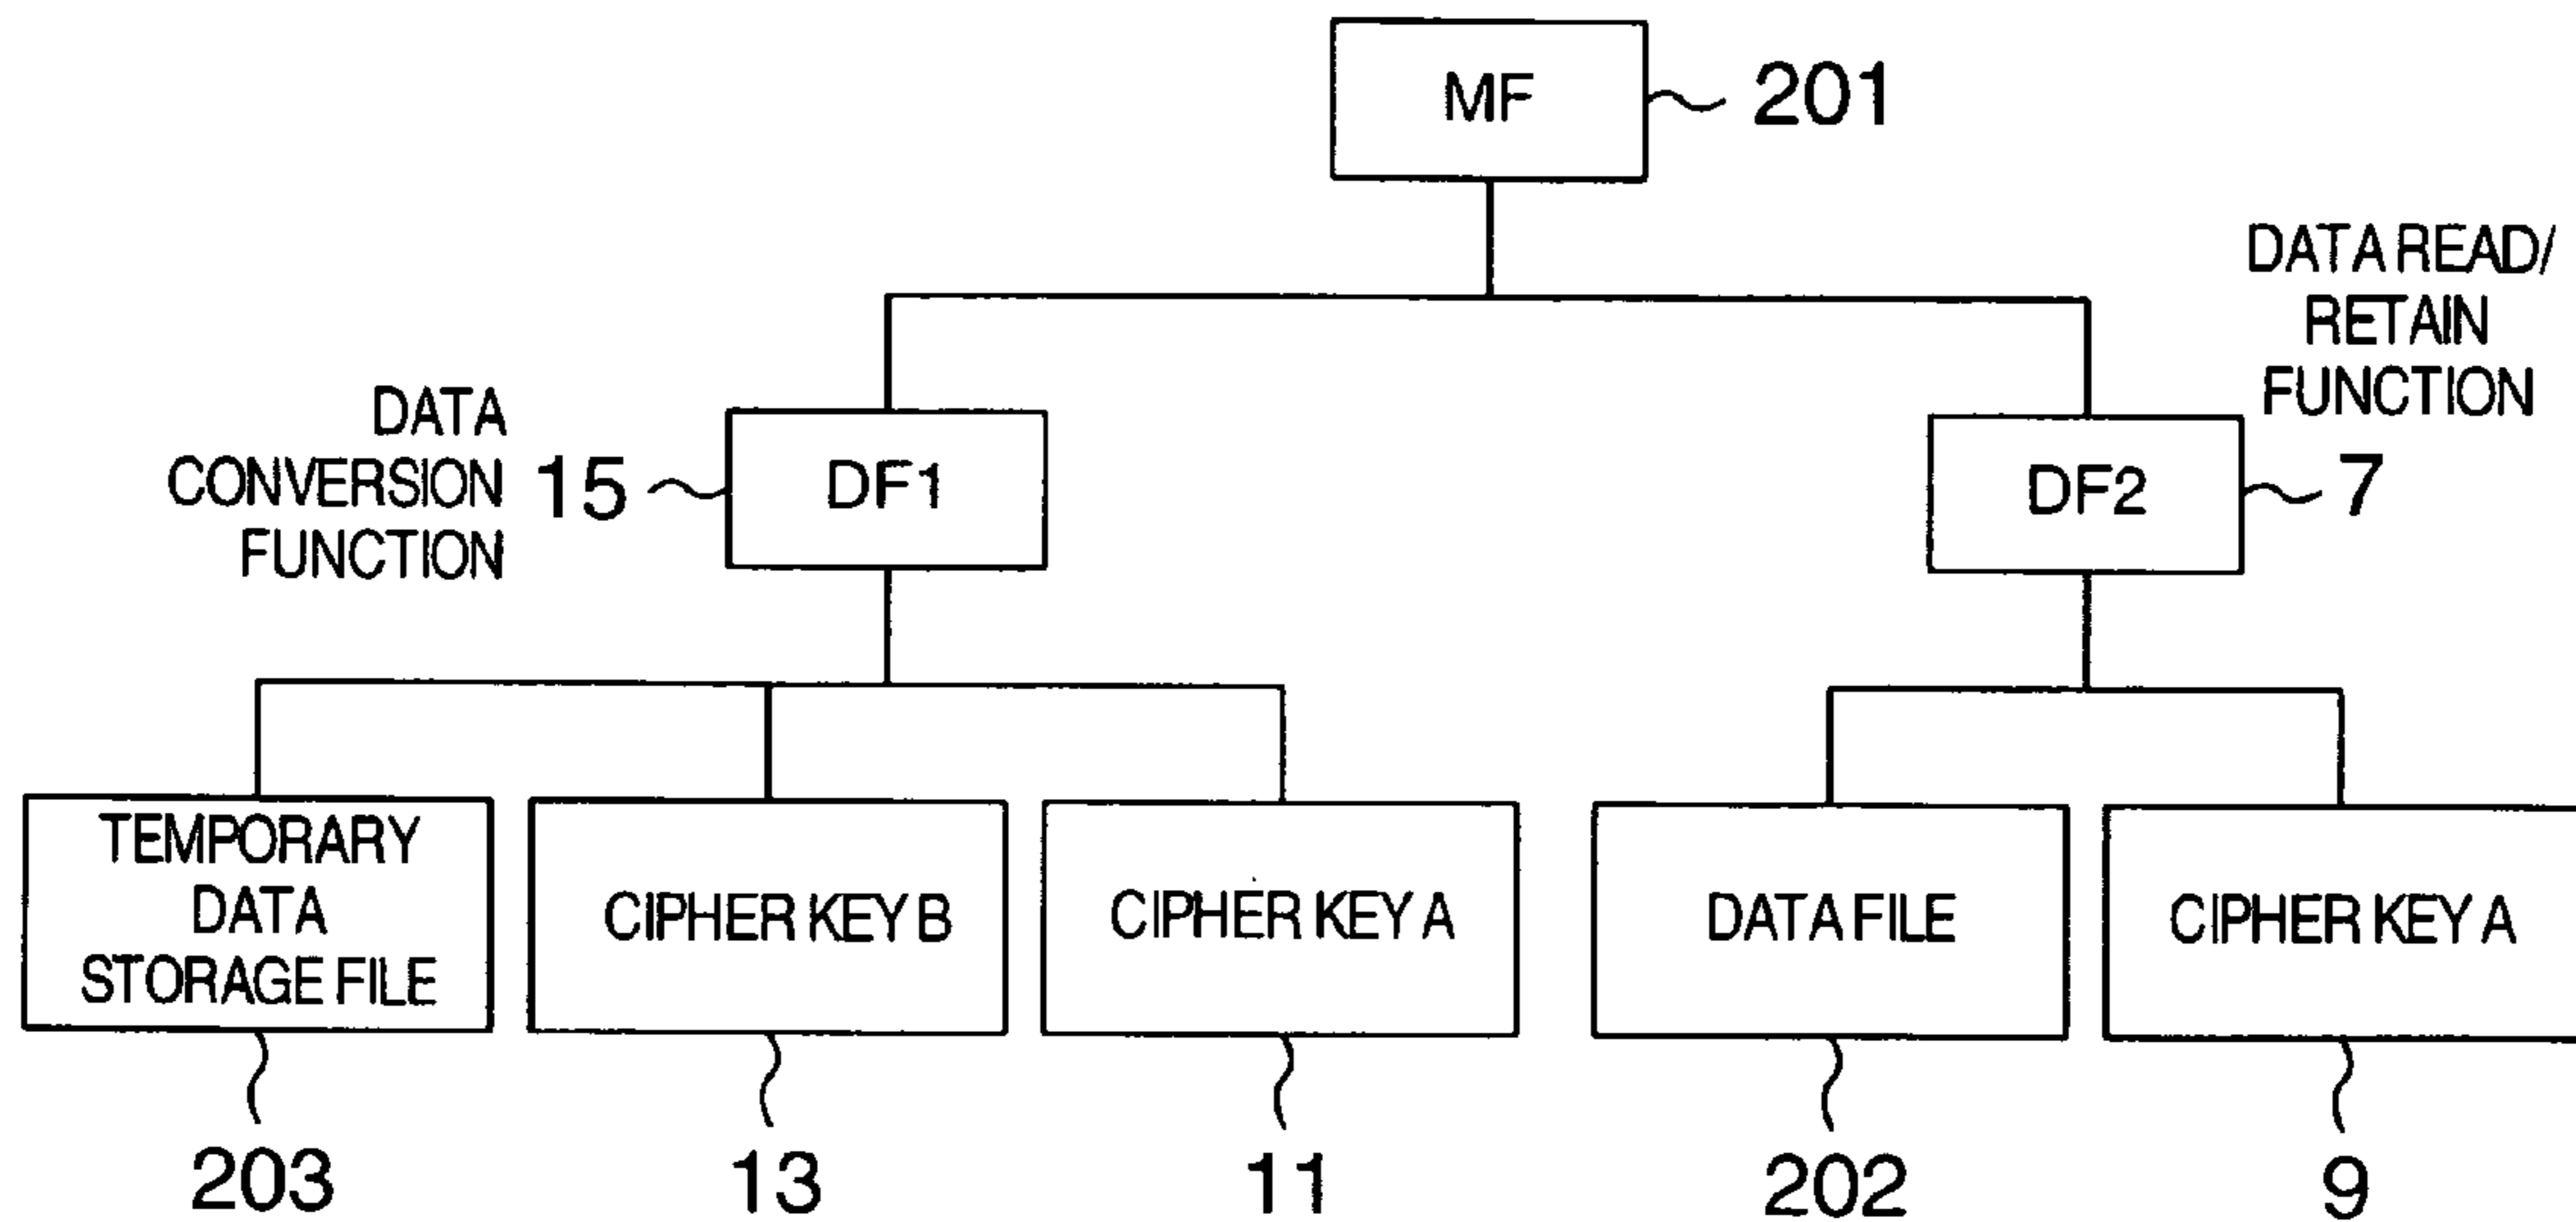 MF
201
DATA READ/
RETAIN
FUNCTION
7
DATA
CONVERSION
FUNCTION
15
DF1
DF2
TEMPORARY
DATA
STORAGE FILE
CIPHER KEY B
CIPHER KEY A
DATA FILE
CIPHER KEY A
203
13
11
202
9